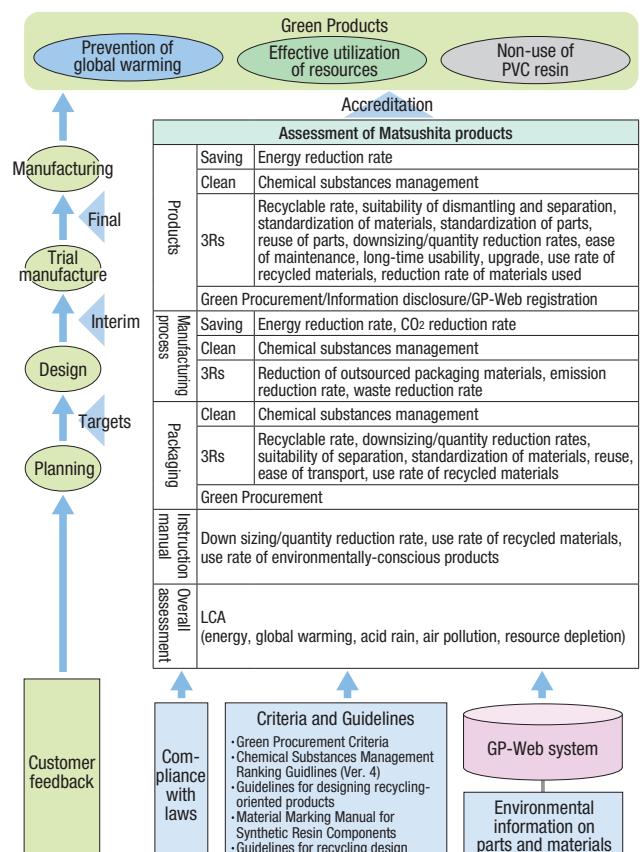 Green Products
Prevention of
global warming
Effective utilization
of resources
Non-use of
PVC resin
Accreditation
Manufacturing
Final
Trial
manufacture
Interim
Design
Targets
Planning
Assessment of Matsushita products
Products
Saving
Energy reduction rate
Clean
Chemical substances management
3Rs
Recyclable rate, suitability of dismantling and separation,
standardization of materials, standardization of parts,
reuse of parts, downsizing/quantity reduction rates, ease
of maintenance, long-time usability, upgrade, use rate of
recycled materials, reduction rate of materials used
Green Procurement/Information disclosure/GP-Web registration
Manufacturing
process
Saving
Energy reduction rate, CO2 reduction rate
Clean
Chemical substances management
3Rs
Reduction of outsourced packaging materials, emission
reduction rate, waste reduction rate
Packaging
Clean
Chemical substances management
3Rs
Recyclable rate, downsizing/quantity reduction rates,
suitability of separation, standardization of materials, reuse,
ease of transport, use rate of recycled materials
Green Procurement
Instruction
manual
Down sizing/quantity reduction rate, use rate of recycled materials,
use rate of environmentally-conscious products
Overall
assessment
LCA
(energy, global warming, acid rain, air pollution, resource depletion)
Customer
feedback
Com-
pliance
with
laws
Criteria and Guidelines
·Green Procurement Criteria
·Chemical Substances Management
Ranking Guidlines (Ver. 4)
·Guidelines for designing recycling-
oriented products
·Material Marking Manual for
Synthetic Resin Components
·Guidelines for recycling design
GP-Web system
Environmental
information on
parts and materials